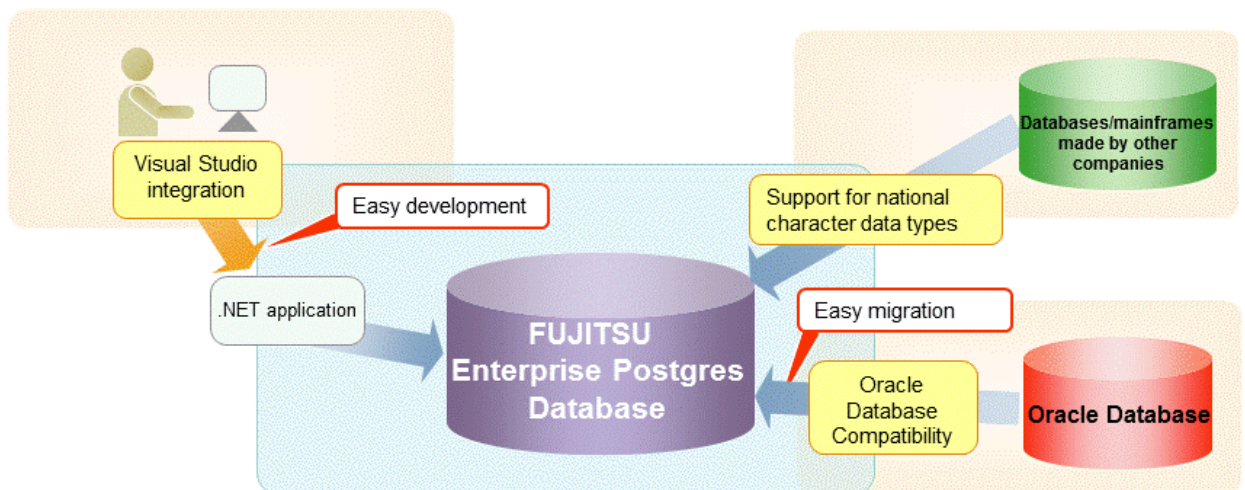 Visual Studio
integration
Easy development
.NET application
FUJITSU
Enterprise Postgres
Database
Databases/mainframes
made by other
companies
Support for national
character data types
Easy migration
Oracle
Database
Compatibility
Oracle Database